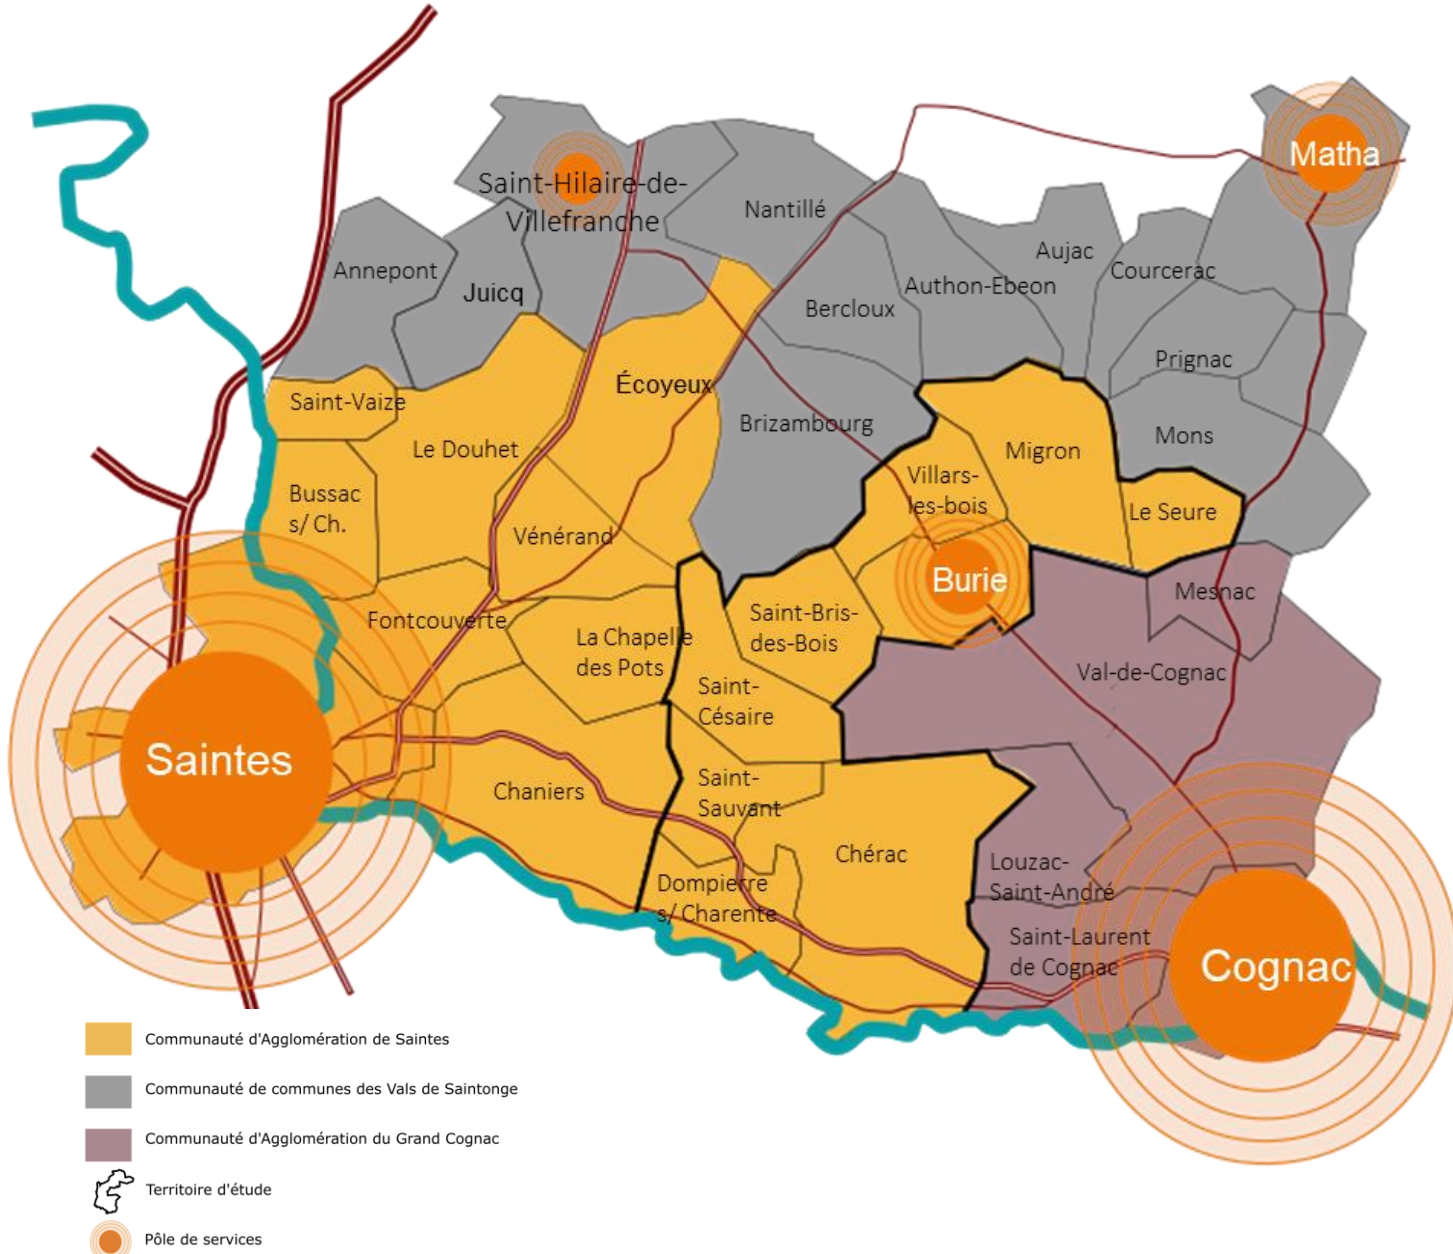 Matha
Saint-Hilaire-de-
Villefranche
Nantillé
Annepont
Juicq
Aujac
Courcerac
Authon-Ebeon
Bercloux
Prignac
Écoyeux
Saint-Vaize
Brizambourg
Mons
Le Douhet
Migron
Villars-
les-bois
Bussac
s/ Ch.
Le Seure
Vénérand
Burie
Mesnac
Fontcouverte
Saint-Bris-
des-Bois
La Chapelle
des Pots
Val-de-Cognac
Saint-
Césaire
Saintes
Saint-
Sauvant
Chaniers
Chérac
Louzac-
Saint-André
Dompierre
s/ Charente
Saint-Laurent
de Cognac
Cognac
Communauté d'Agglomération de Saintes
Communauté de communes des Vals de Saintonge
Communauté d'Agglomération du Grand Cognac
Territoire d'étude
Pôle de services